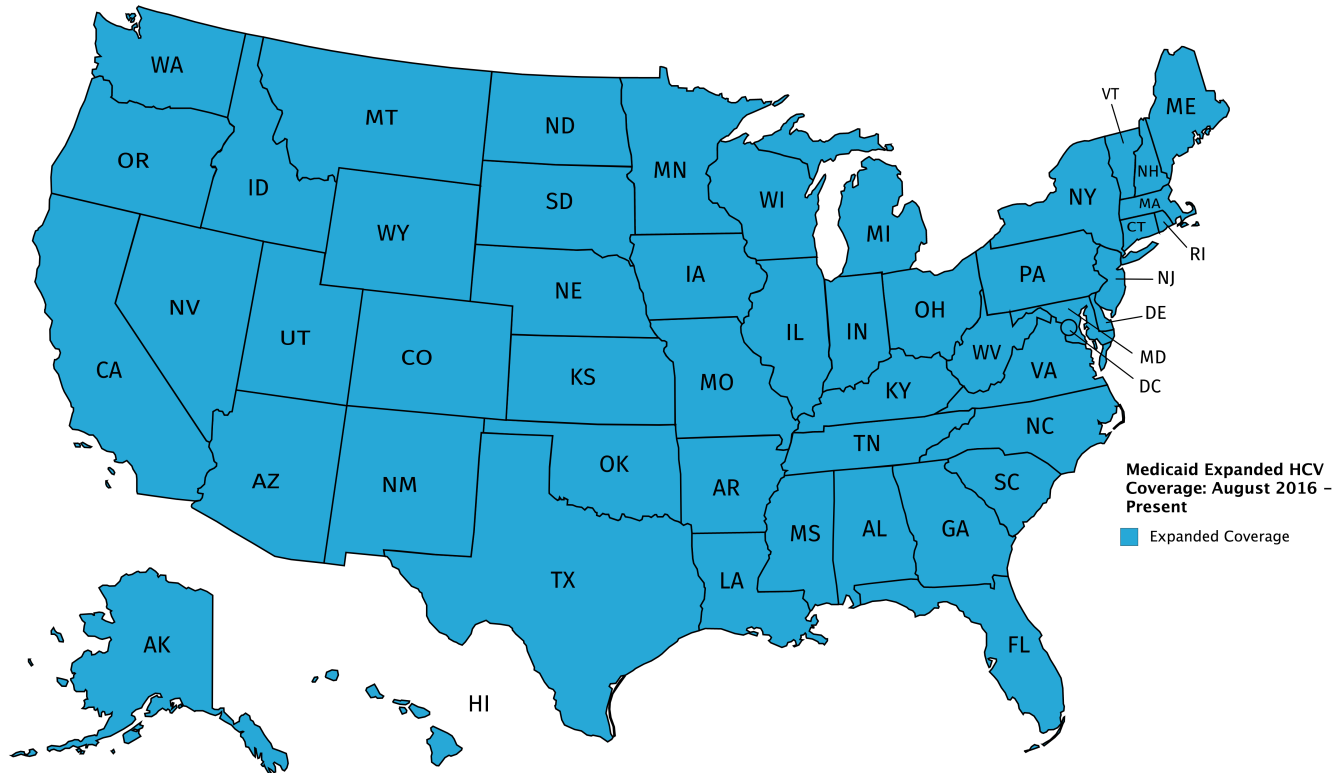 WA
MT
ND
MN
OR
ID
SD
WY
WI
MI
NY
VT
ME
NH
MA
CT
RI
NV
UT
CO
NE
IA
IL
IN
OH
PA
NJ
DE
MD
DC
CA
KS
MO
KY
WV
VA
AZ
NM
OK
AR
TN
NC
SC
TX
LA
MS
AL
GA
FL
AK
HI
Medicaid Expanded HCV
Coverage: August 2016 –
Present
Expanded Coverage